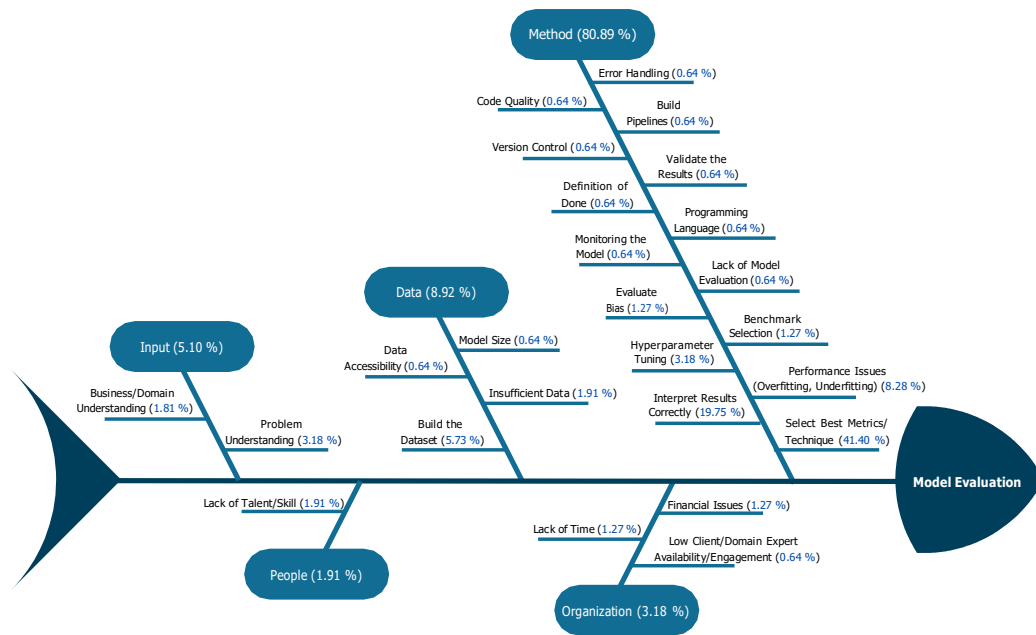 Method (80.89 %)
Error Handling (0.64 %)
Code Quality (0.64 %)
Build
Pipelines (0.64 %)
Version Control (0.64 %)
Validate the
Results (0.64 %)
Definition of
Done (0.64 %)
Programming
Language (0.64 %)
Monitoring the
Model (0.64 %)
Lack of Model
Evaluation (0.64 %)
Evaluate
Bias (1.27 %)
Benchmark
Selection (1.27 %)
Hyperparameter
Tuning (3.18 %)
Performance Issues
(Overfitting, Underfitting) (8.28 %)
Interpret Results
Correctly (19.75 %)
Select Best Metrics/
Technique (41.40 %)
Data (8.92 %)
Model Size (0.64 %)
Data
Accessibility (0.64 %)
Insufficient Data (1.91 %)
Build the
Dataset (5.73 %)
Input (5.10 %)
Business/Domain
Understanding (1.81 %)
Problem
Understanding (3.18 %)
Model Evaluation
Lack of Talent/Skill (1.91 %)
People (1.91 %)
Financial Issues (1.27 %)
Lack of Time (1.27 %)
Low Client/Domain Expert
Availability/Engagement (0.64 %)
Organization (3.18 %)